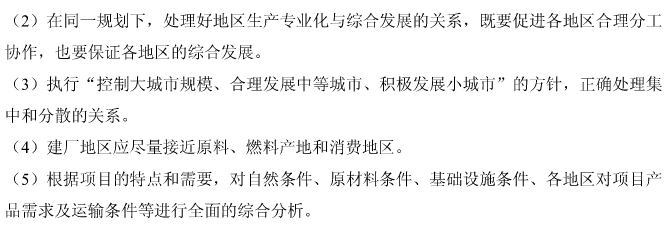 （2）在同一规划下，处理好地区生产专业化与综合发展的关系，既要促进各地区合理分工
协作，也要保证各地区的综合发展。
（3）执行“控制大城市规模、合理发展中等城市、积极发展小城市”的方针，正确处理集
中和分散的关系。
（4）建厂地区应尽量接近原料、燃料产地和消费地区。
（5）根据项目的特点和需要，对自然条件、原材料条件、基础设施条件、各地区对项目产
品需求及运输条件等进行全面的综合分析。